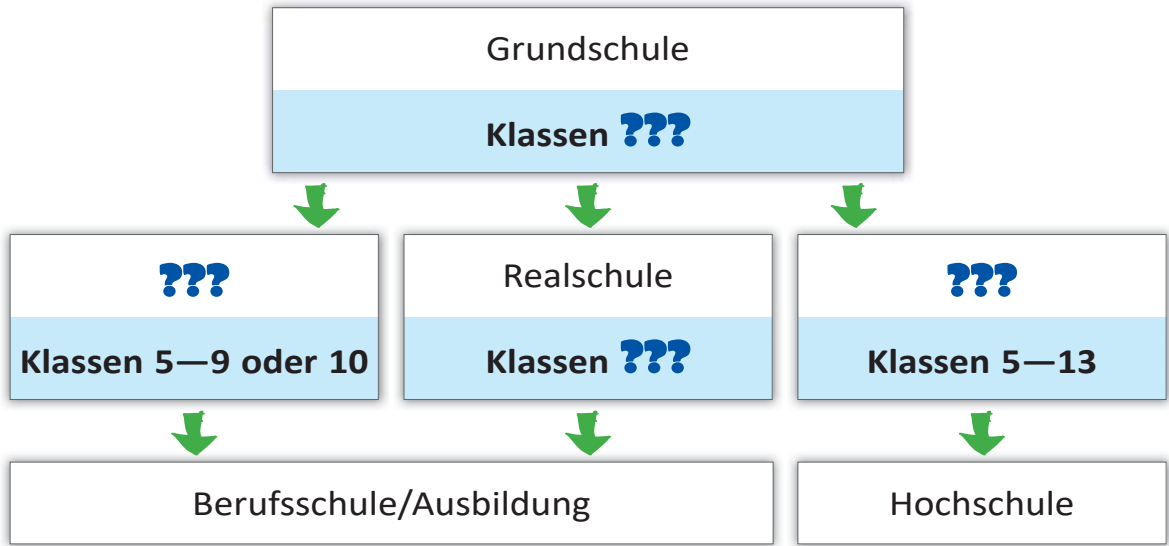 Grundschule
Klassen ???
???
Klassen 5—9 oder 10
Realschule
Klassen ???
???
Klassen 5—13
Berufsschule/Ausbildung
Hochschule